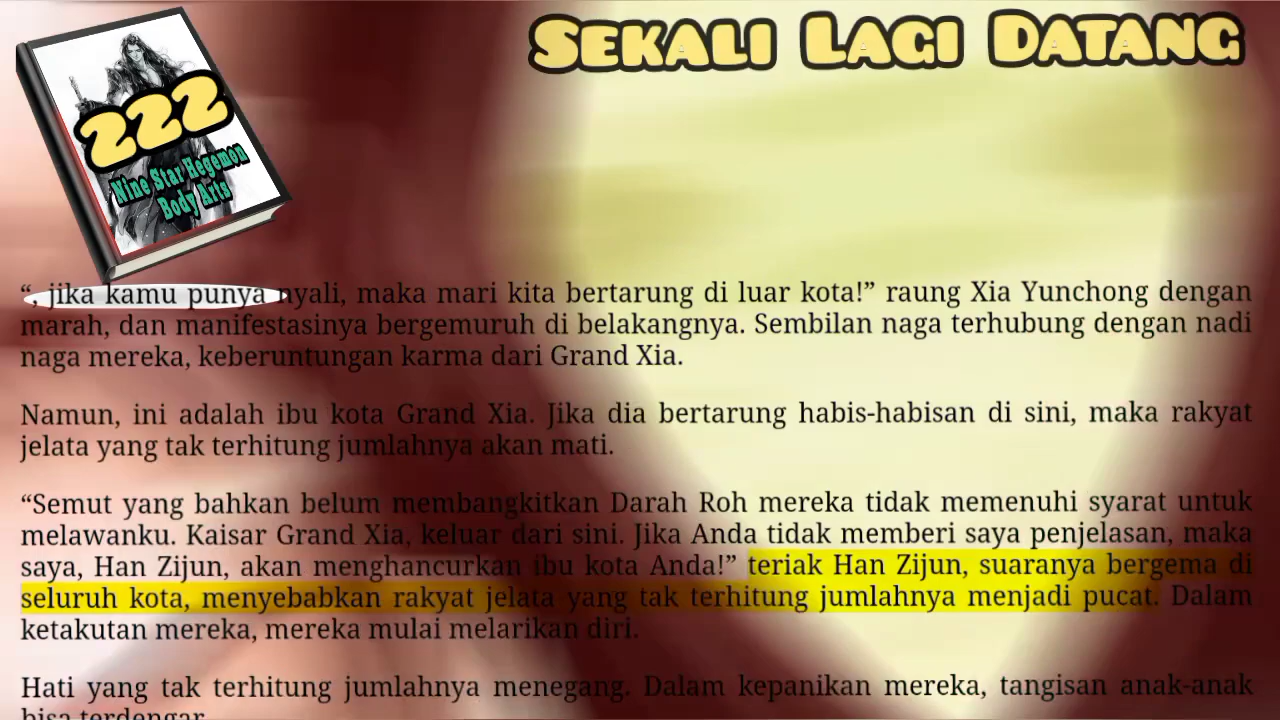 SEKALI LAGI DATANG
222
Nine Star Hegemon
Body Arts
“, jika kamu punya nyali, maka mari kita bertarung di luar kota!” raung Xia Yunchong dengan
marah, dan manifestasinya bergemuruh di belakangnya. Sembilan naga terhubung dengan nadi
naga mereka, keberuntungan karma dari Grand Xia.
Namun, ini adalah ibu kota Grand Xia. Jika dia bertarung habis-habisan di sini, maka rakyat
jelata yang tak terhitung jumlahnya akan mati.
“Semut yang bahkan belum membangkitkan Darah Roh mereka tidak memenuhi syarat untuk
melawanku. Kaisar Grand Xia, keluar dari sini. Jika Anda tidak memberi saya penjelasan, maka
saya, Han Zijun, akan menghancurkan ibu kota Anda!” teriak Han Zijun, suaranya bergema di
seluruh kota, menyebabkan rakyat jelata yang tak terhitung jumlahnya menjadi pucat. Dalam
ketakutan mereka, mereka mulai melarikan diri.
Hati yang tak terhitung jumlahnya menegang. Dalam kepanikan mereka, tangisan anak-anak
bisa terdengar.